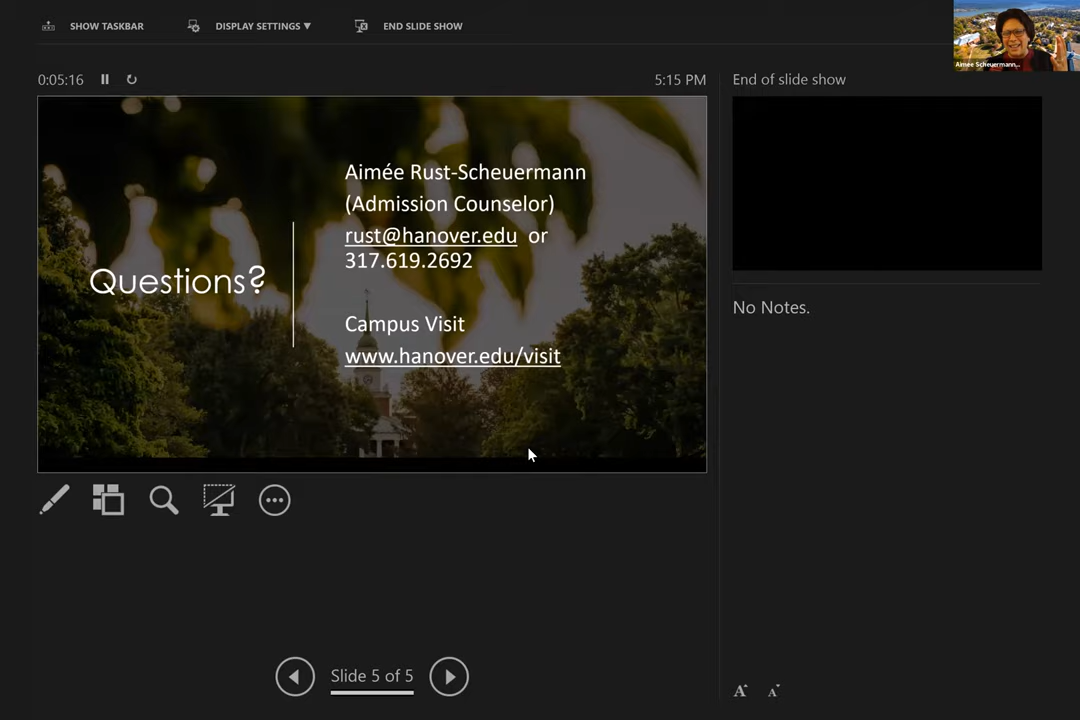 SHOW TASKBAR
DISPLAY SETTINGS ▼
END SLIDE SHOW
Aimée Scheuermann,...
0:05:16
5:15 PM
End of slide show
Questions?
Aimée Rust-Scheuermann
(Admission Counselor)
rust@hanover.edu or
317.619.2692
Campus Visit
www.hanover.edu/visit
No Notes.
Slide 5 of 5
A A